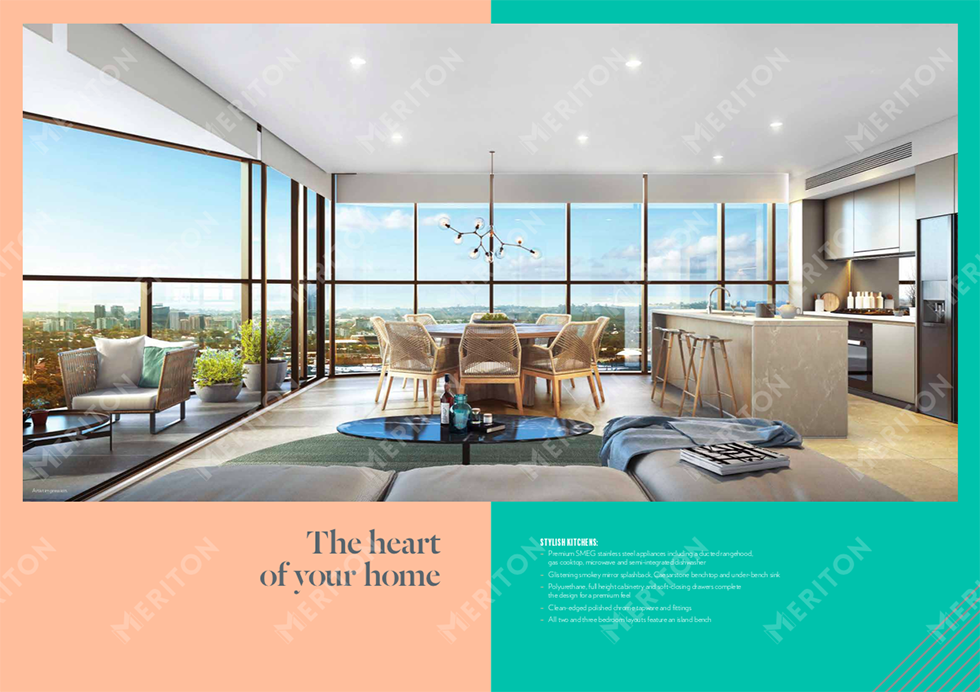 Artist impression
The heart
of your home
STYLISH KITCHENS:
– Premium SMEG stainless steel appliances including a ducted rangehood,
gas cooktop, microwave and semi-integrated dishwasher
– Glistening smokey mirror splashback, Caesarstone benchtop and under-bench sink
– Polyurethane, full height cabinetry and soft-closing drawers complete
the design for a premium feel
– Clean-edged polished chrome tapware and fittings
– All two and three bedroom layouts feature an island bench
MERITON